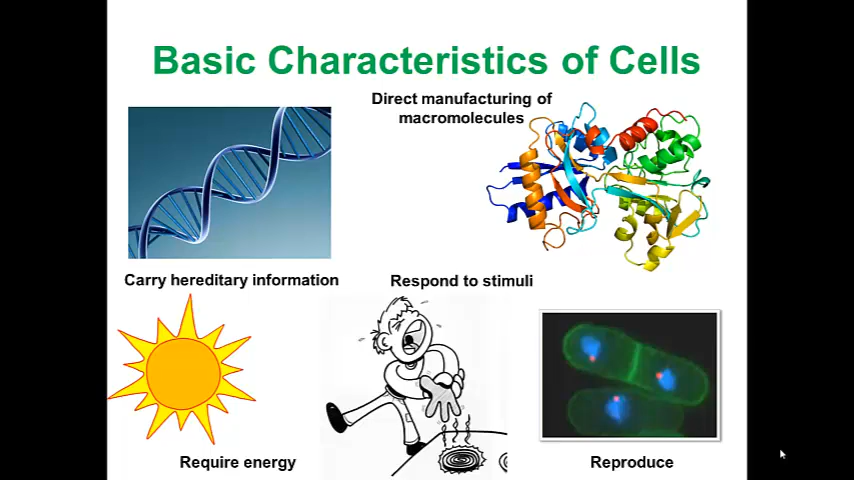 Basic Characteristics of Cells
Direct manufacturing of
macromolecules
Carry hereditary information
Respond to stimuli
Require energy
Reproduce